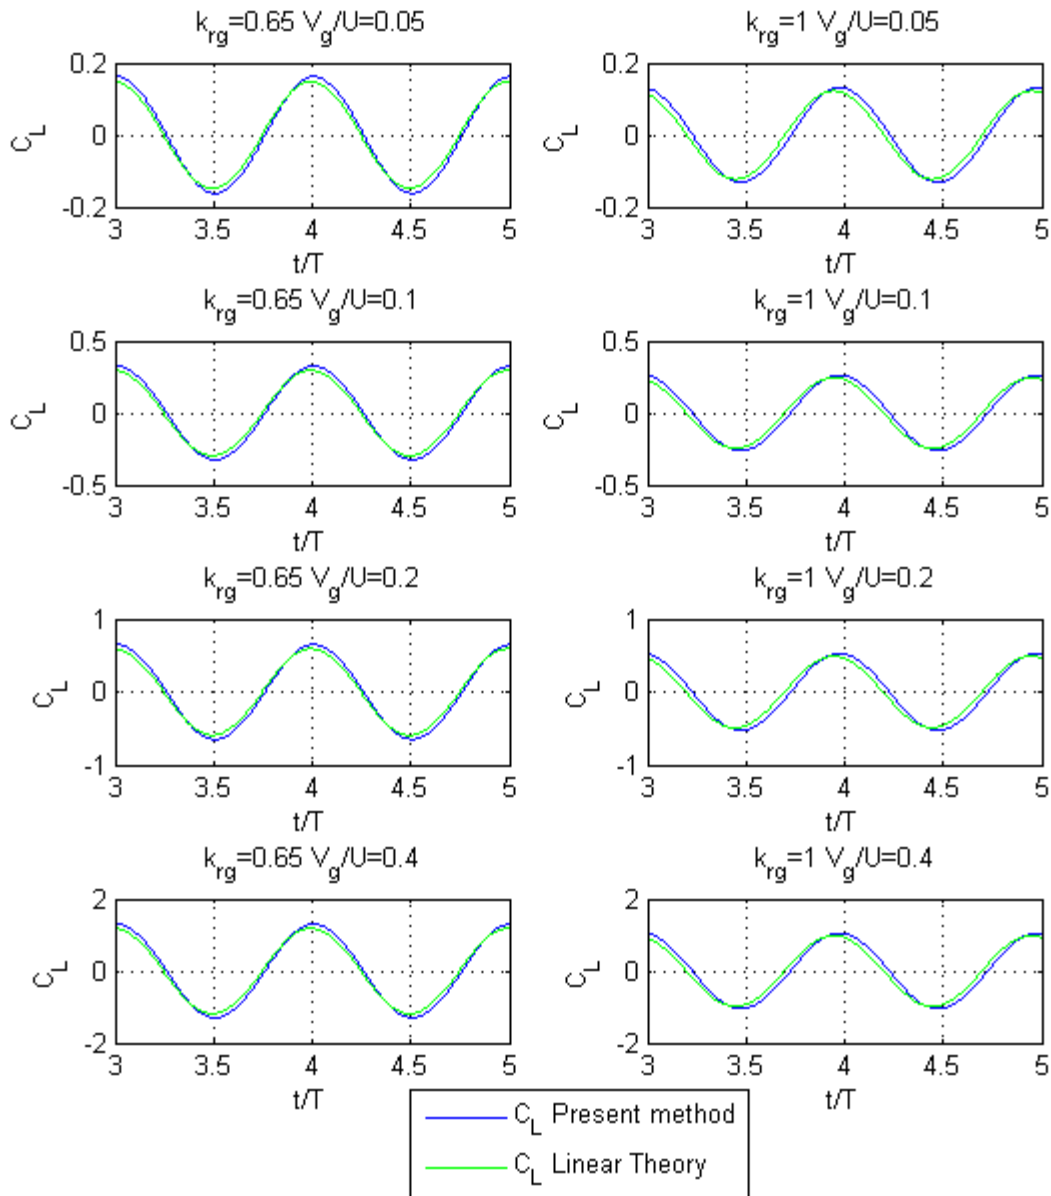 k_rg=0.65 V_g/U=0.05
k_rg=1 V_g/U=0.05
0.2
0
-0.2
C_L
3 3.5 4 4.5 5
t/T
0.2
0
-0.2
C_L
3 3.5 4 4.5 5
t/T
k_rg=0.65 V_g/U=0.1
k_rg=1 V_g/U=0.1
0.5
0
-0.5
C_L
3 3.5 4 4.5 5
t/T
0.5
0
-0.5
C_L
3 3.5 4 4.5 5
t/T
k_rg=0.65 V_g/U=0.2
k_rg=1 V_g/U=0.2
1
0
-1
C_L
3 3.5 4 4.5 5
t/T
1
0
-1
C_L
3 3.5 4 4.5 5
t/T
k_rg=0.65 V_g/U=0.4
k_rg=1 V_g/U=0.4
2
0
-2
C_L
3 3.5 4 4.5 5
t/T
2
0
-2
C_L
3 3.5 4 4.5 5
t/T
C_L Present method
C_L Linear Theory